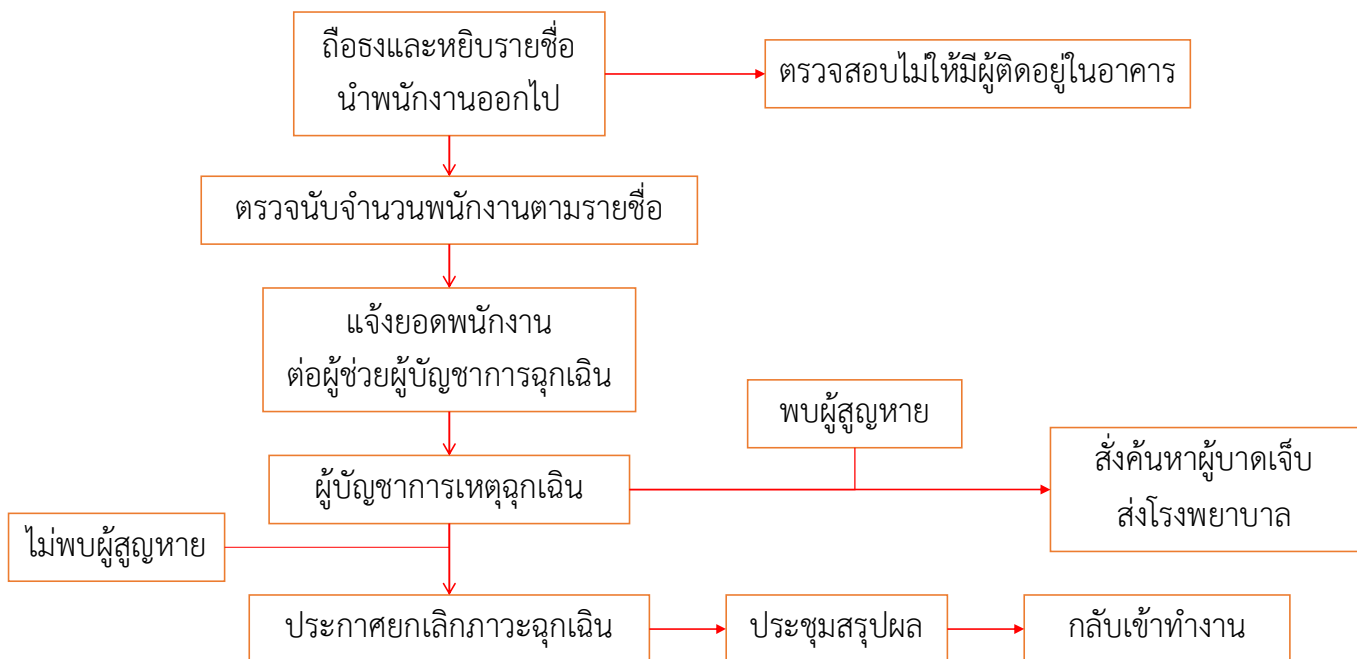 ถือธงและหยิบรายชื่อ
นำพนักงานออกไป
ตรวจสอบไม่ให้มีผู้ติดอยู่ในอาคาร
ตรวจนับจำนวนพนักงานตามรายชื่อ
แจ้งยอดพนักงาน
ต่อผู้ช่วยผู้บัญชาการฉุกเฉิน
พบผู้สูญหาย
ผู้บัญชาการเหตุฉุกเฉิน
สั่งค้นหาผู้บาดเจ็บ
ส่งโรงพยาบาล
ไม่พบผู้สูญหาย
ประกาศยกเลิกภาวะฉุกเฉิน
ประชุมสรุปผล
กลับเข้าทำงาน